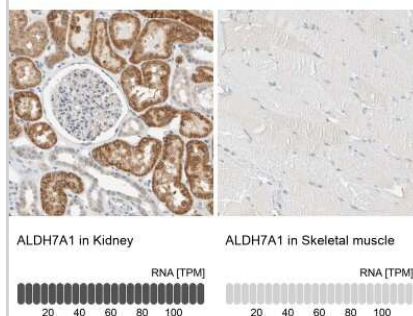 ALDH7A1 in Kidney
RNA [TPM]
20 40 60 80 100
ALDH7A1 in Skeletal muscle
RNA [TPM]
20 40 60 80 100